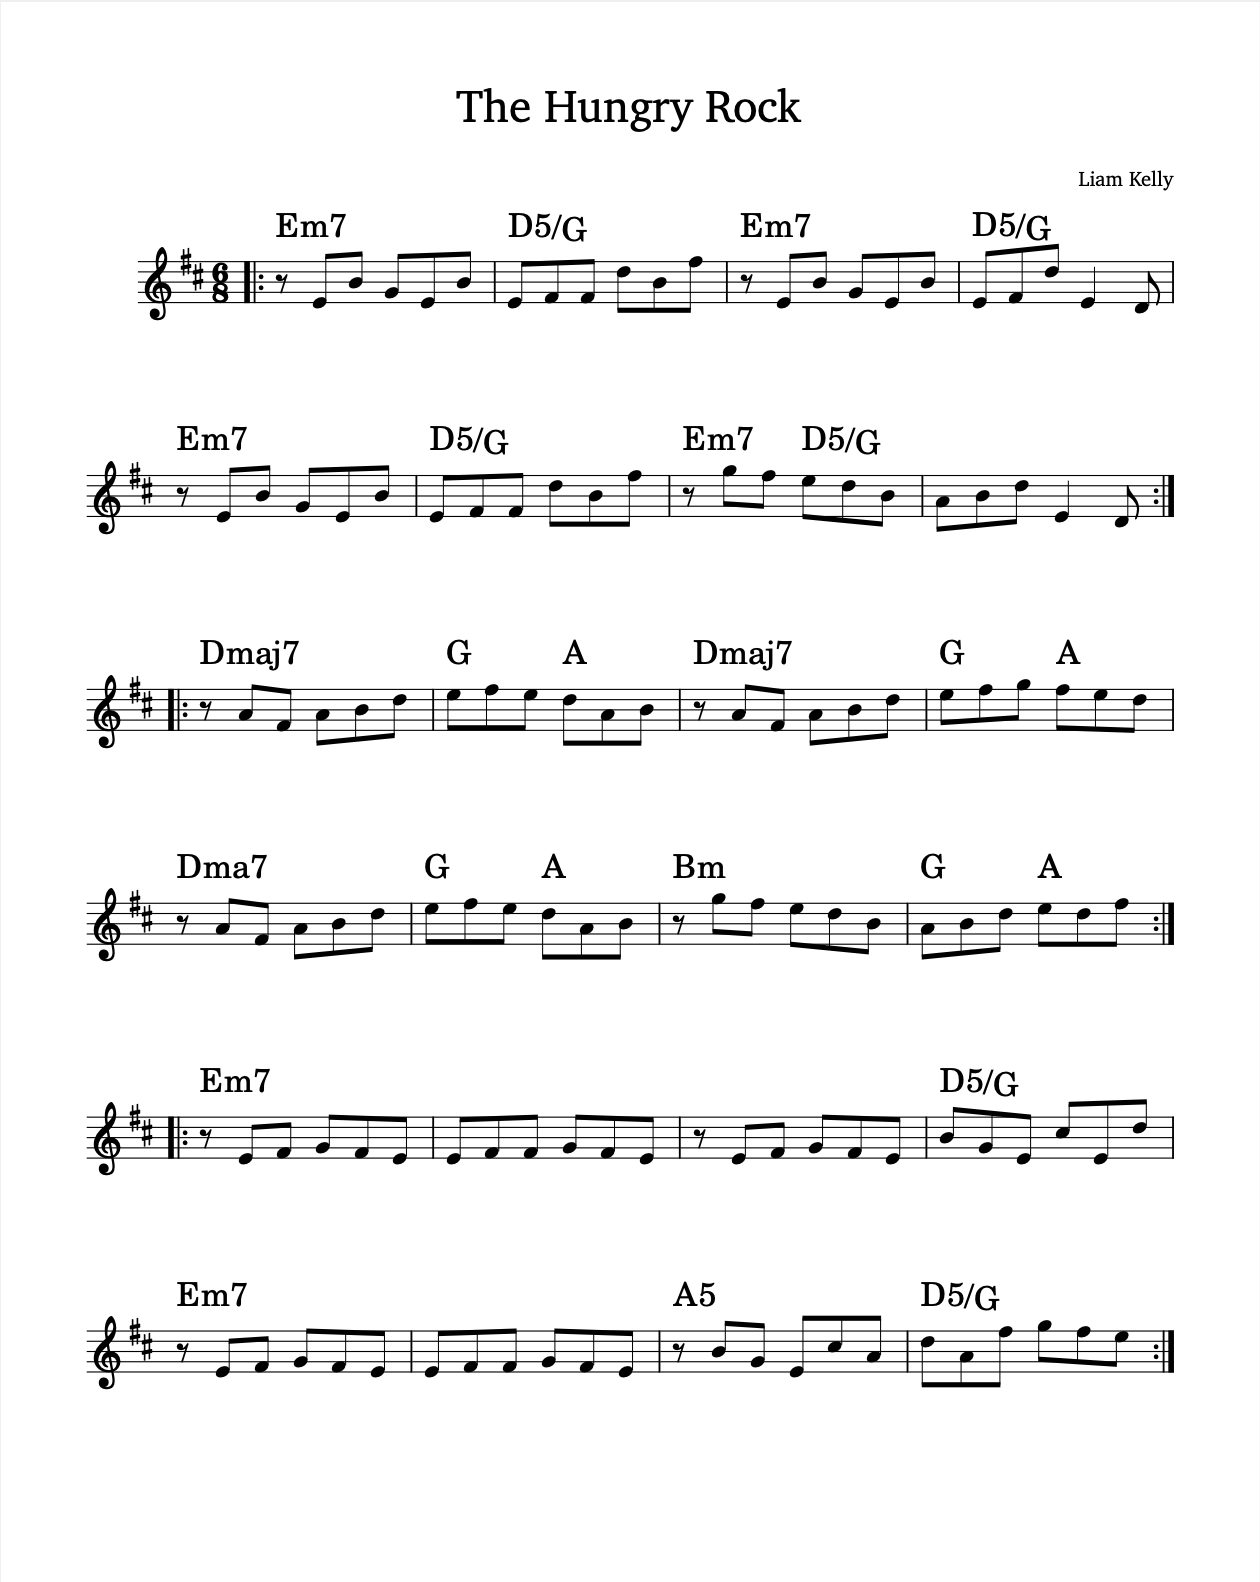 The Hungry Rock
Liam Kelly
Em7 D5/G Em7 D5/G
6
8
Em7 D5/G Em7 D5/G
Dmaj7 G A Dmaj7 G A
Dma7 G A Bm G A
Em7 D5/G
Em7 A5 D5/G